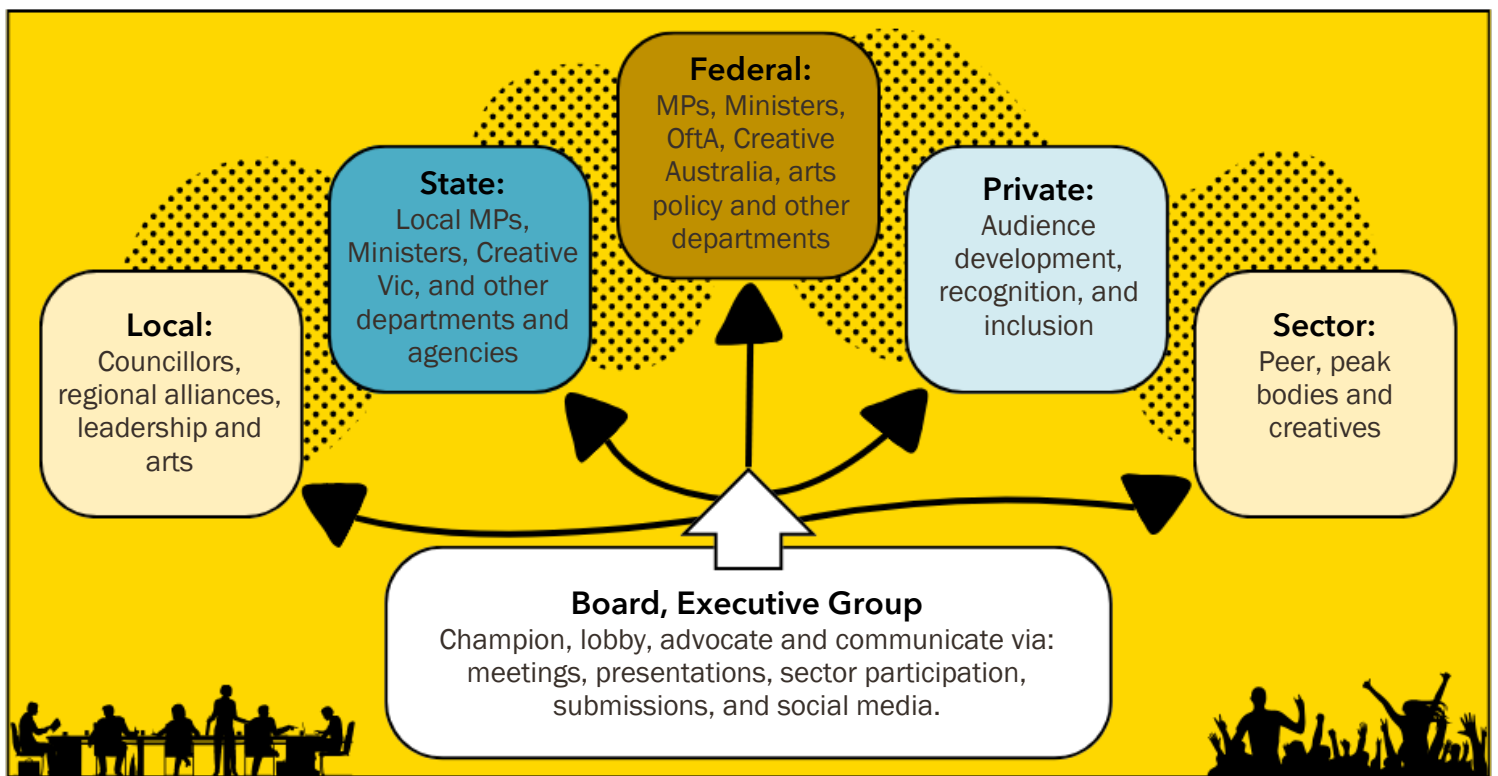 Local:
Councillors,
regional alliances,
leadership and
arts
State:
Local MPs,
Ministers, Creative
Vic, and other
departments and
agencies
Federal:
MPs, Ministers,
OftA, Creative
Australia, arts
policy and other
departments
Private:
Audience
development,
recognition, and
inclusion
Sector:
Peer, peak
bodies and
creatives
Board, Executive Group
Champion, lobby, advocate and communicate via:
meetings, presentations, sector participation,
submissions, and social media.